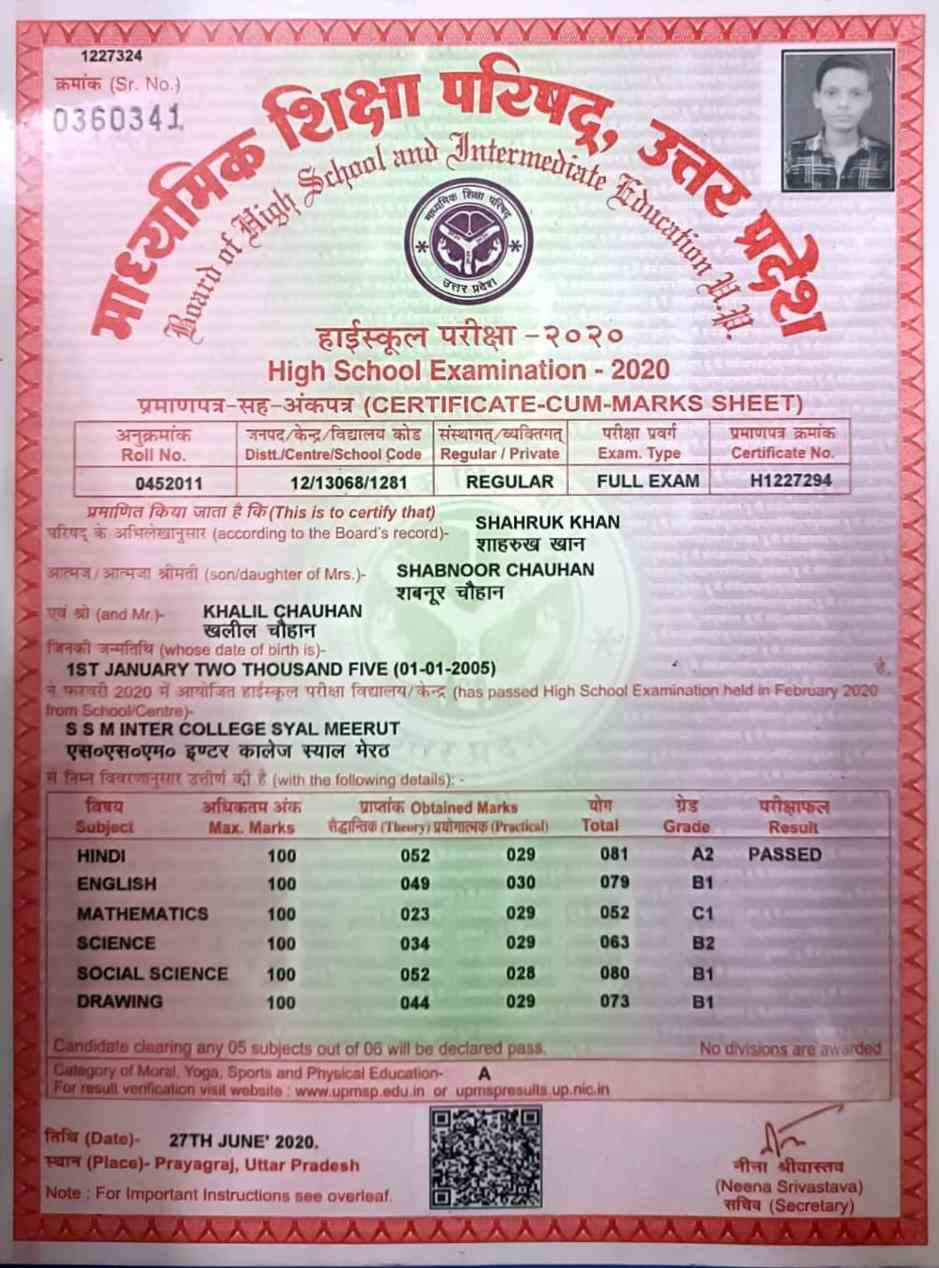 1227324
क्रमांक (Sr. No.)
0360341
माध्यमिक शिक्षा परिषद्, उत्तर प्रदेश
Board of High School and Intermediate Education U.P.
माध्यमिक शिक्षा परिषद्
उत्तर प्रदेश
हाईस्कूल परीक्षा -२०२०
High School Examination - 2020
प्रमाणपत्र-सह-अंकपत्र (CERTIFICATE-CUM-MARKS SHEET)
अनुक्रमांक जनपद/केन्द्र/विद्यालय कोड संस्थागत्/व्यक्तिगत् परीक्षा प्रवर्ग प्रमाणपत्र क्रमांक
Roll No. Distt./Centre/School Code Regular / Private Exam. Type Certificate No.
0452011 12/13068/1281 REGULAR FULL EXAM H1227294
प्रमाणित किया जाता है कि (This is to certify that)
परिषद् के अभिलेखानुसार (according to the Board's record)- SHAHRUK KHAN
शाहरुख खान
आत्मज/आत्मजा श्रीमती (son/daughter of Mrs.)- SHABNOOR CHAUHAN
शबनूर चौहान
एवं श्री (and Mr.)- KHALIL CHAUHAN
खलील चौहान
जिनकी जन्मतिथि (whose date of birth is)-
1ST JANUARY TWO THOUSAND FIVE (01-01-2005) है,
ने फरवरी 2020 में आयोजित हाईस्कूल परीक्षा विद्यालय/केन्द्र (has passed High School Examination held in February 2020
from School/Centre)-
S S M INTER COLLEGE SYAL MEERUT
एस०एस०एम० इण्टर कालेज स्याल मेरठ
से निम्न विवरणानुसार उत्तीर्ण की है (with the following details): -
विषय अधिकतम अंक प्राप्तांक Obtained Marks योग ग्रेड परीक्षाफल
Subject Max. Marks सैद्धान्तिक (Theory) प्रयोगात्मक (Practical) Total Grade Result
HINDI 100 052 029 081 A2 PASSED
ENGLISH 100 049 030 079 B1
MATHEMATICS 100 023 029 052 C1
SCIENCE 100 034 029 063 B2
SOCIAL SCIENCE 100 052 028 080 B1
DRAWING 100 044 029 073 B1
Candidate clearing any 05 subjects out of 06 will be declared pass. No divisions are awarded
Category of Moral, Yoga, Sports and Physical Education- A
For result verification visit website : www.upmsp.edu.in or upmspresults.up.nic.in
तिथि (Date)- 27TH JUNE' 2020.
स्थान (Place)- Prayagraj, Uttar Pradesh
Note : For Important Instructions see overleaf.
नीना श्रीवास्तव
(Neena Srivastava)
सचिव (Secretary)